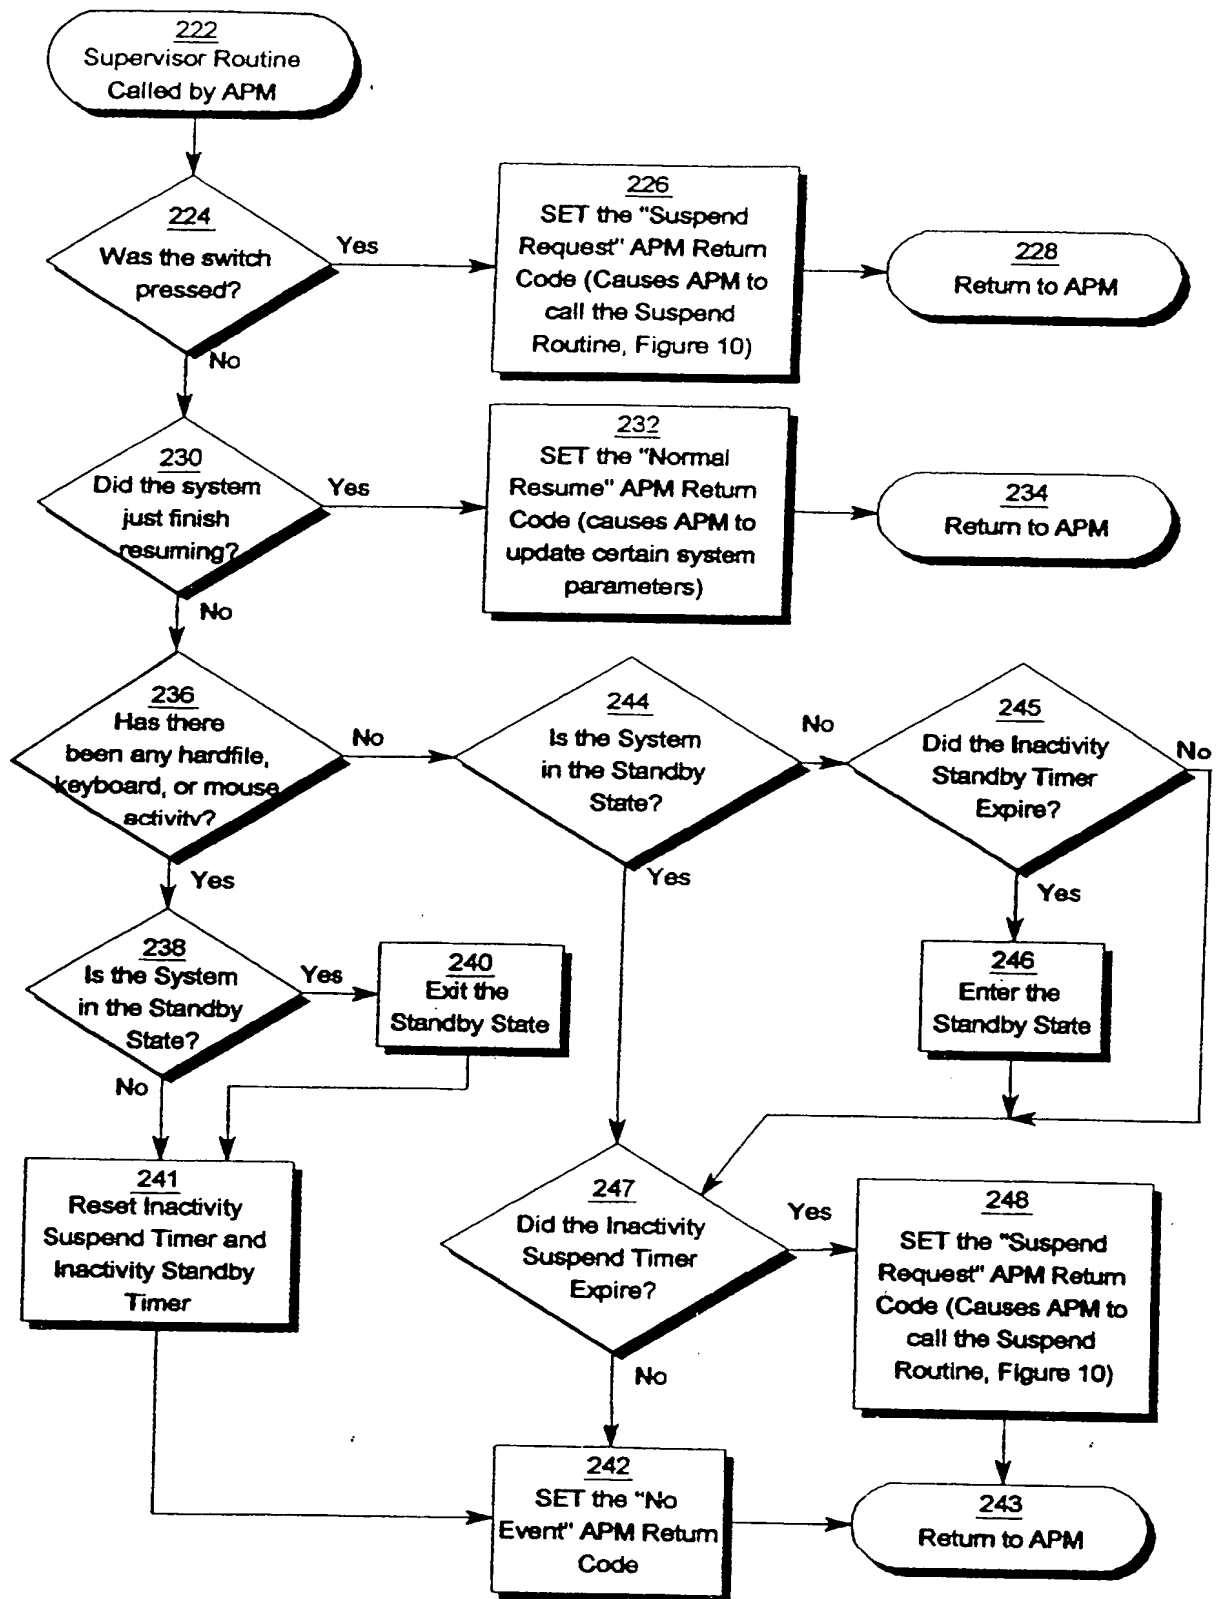 222
Supervisor Routine
Called by APM
224
Was the switch
pressed?
Yes
No
226
SET the "Suspend
Request" APM Return
Code (Causes APM to
call the Suspend
Routine, Figure 10)
228
Return to APM
230
Did the system
just finish
resuming?
Yes
No
232
SET the "Normal
Resume" APM Return
Code (causes APM to
update certain system
parameters)
234
Return to APM
236
Has there
been any hardfile,
keyboard, or mouse
activity?
No
Yes
244
Is the System
in the Standby
State?
No
Yes
245
Did the Inactivity
Standby Timer
Expire?
No
Yes
238
Is the System
in the Standby
State?
Yes
No
240
Exit the
Standby State
246
Enter the
Standby State
241
Reset Inactivity
Suspend Timer and
Inactivity Standby
Timer
247
Did the Inactivity
Suspend Timer
Expire?
Yes
No
248
SET the "Suspend
Request" APM Return
Code (Causes APM to
call the Suspend
Routine, Figure 10)
242
SET the "No
Event" APM Return
Code
243
Return to APM